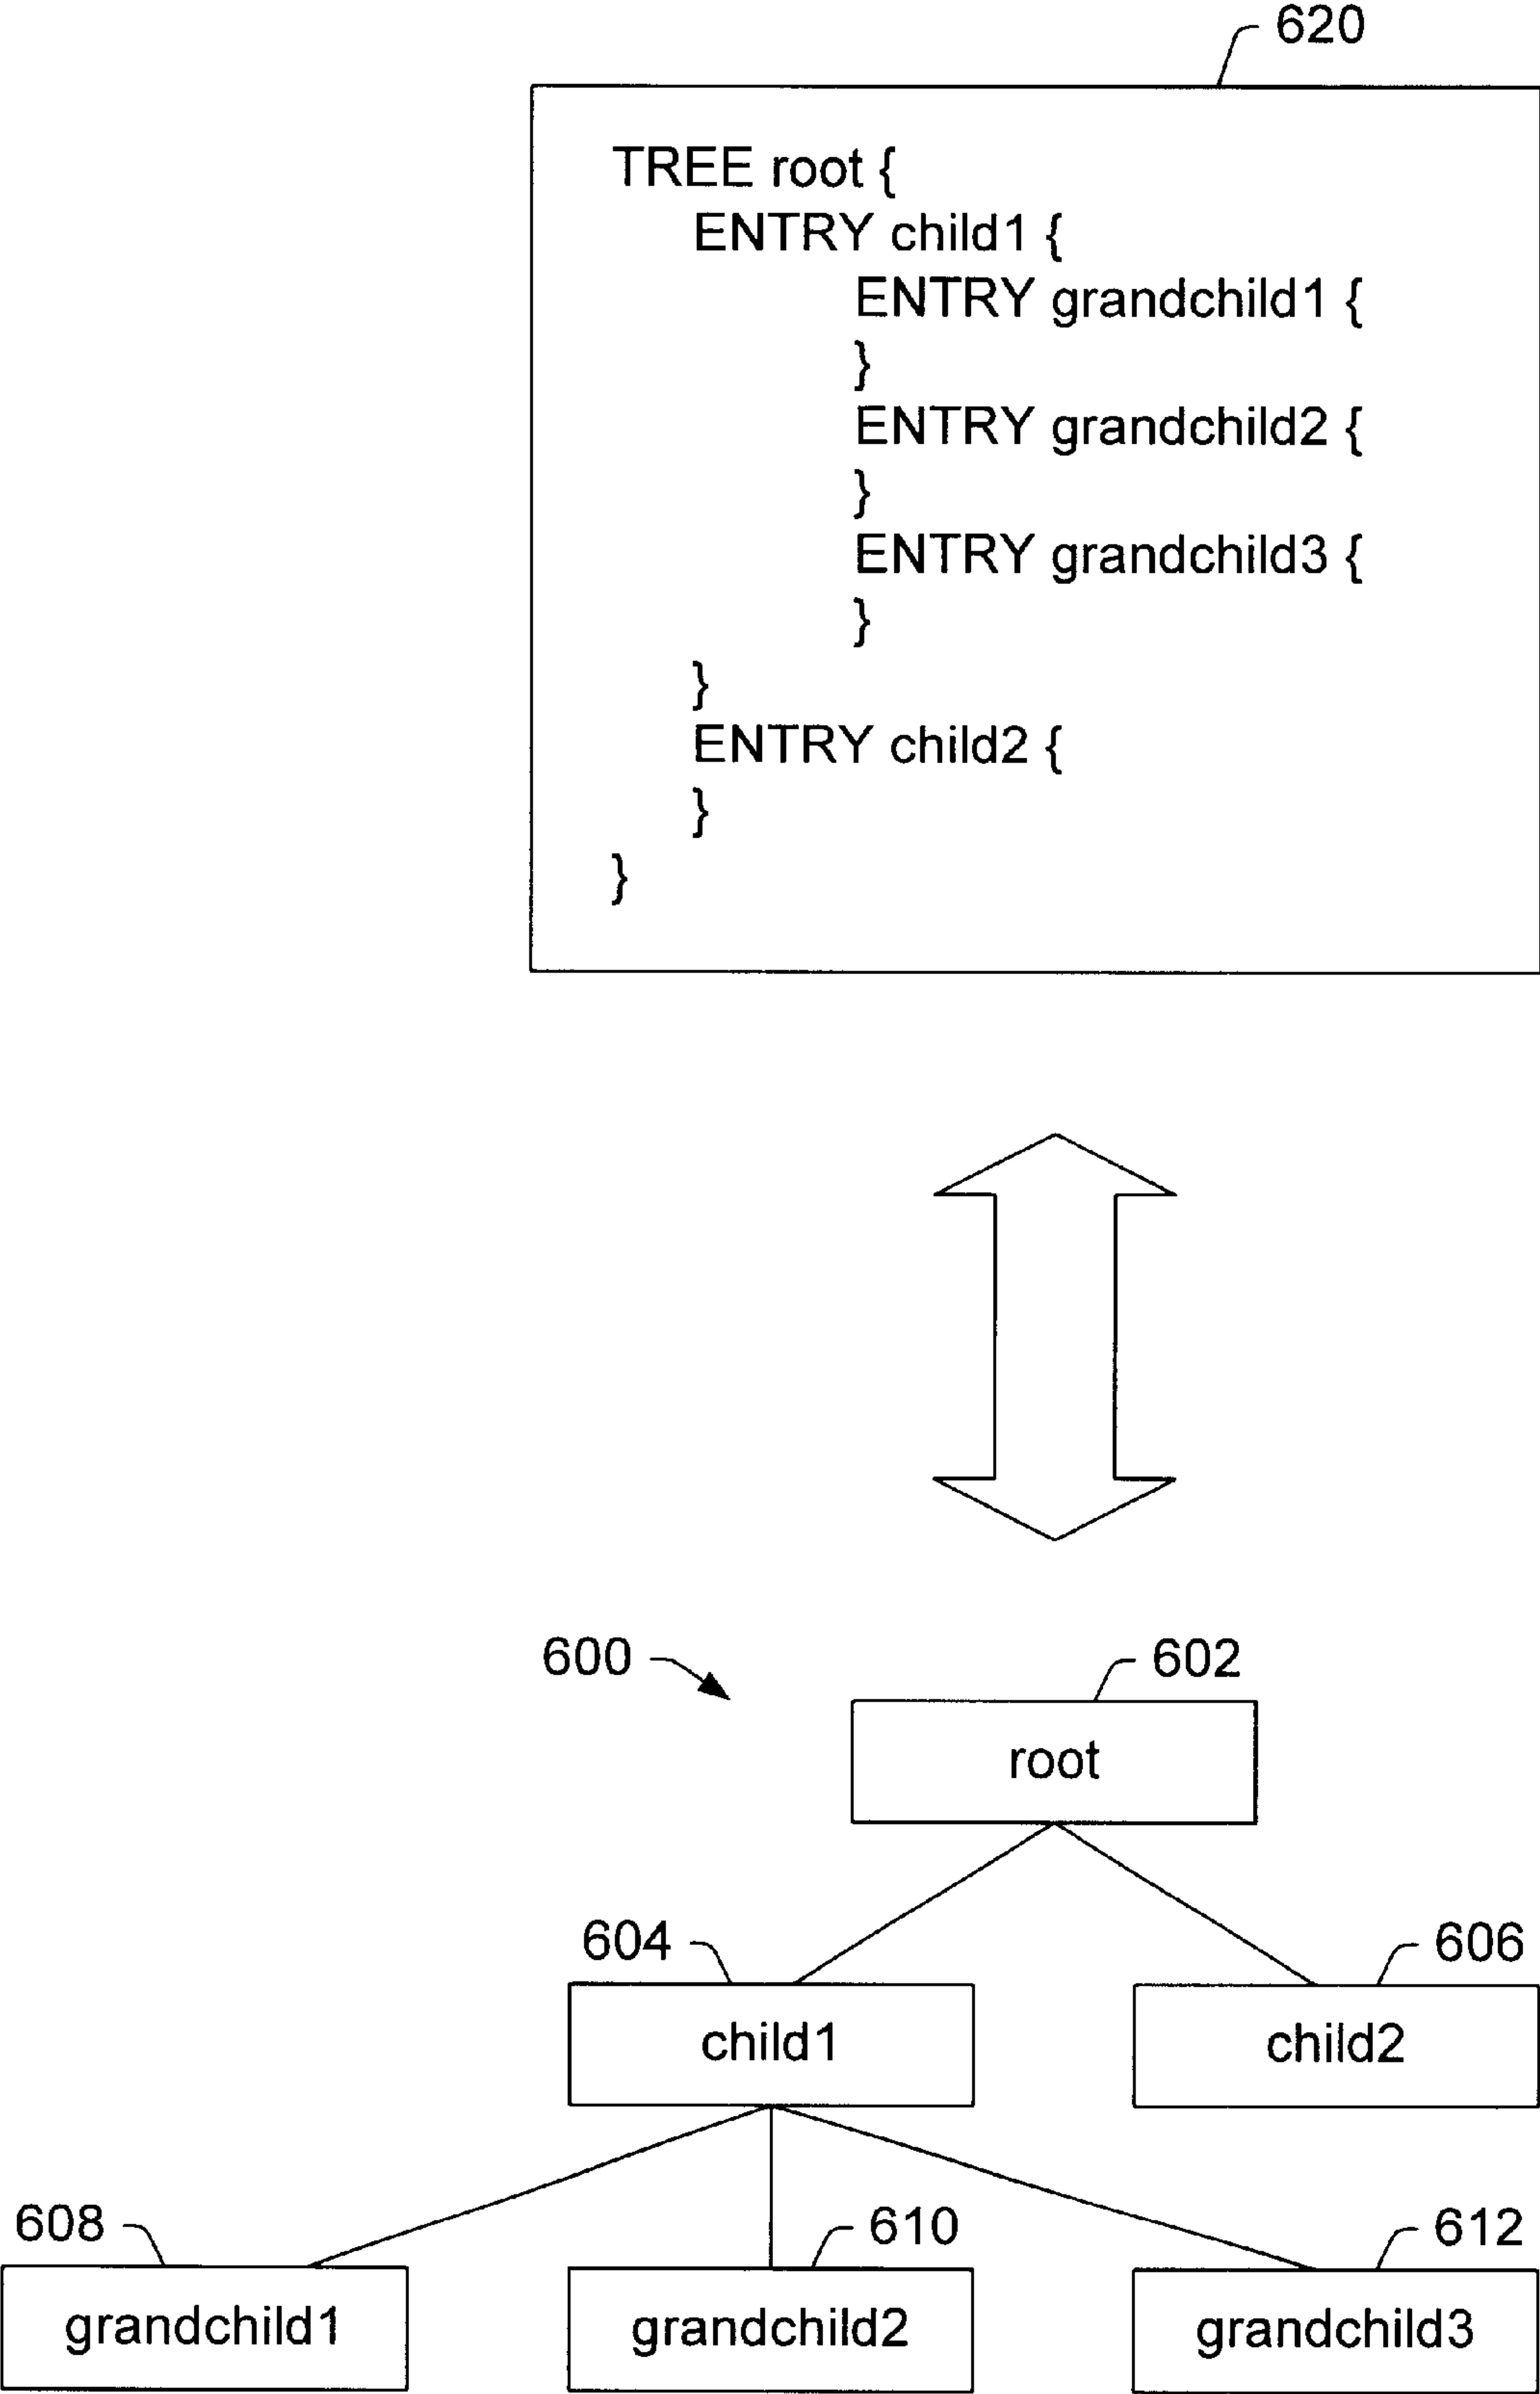 620
TREE root {
ENTRY child1 {
ENTRY grandchild1 {
}
ENTRY grandchild2 {
}
ENTRY grandchild3 {
}
}
ENTRY child2 {
}
}
600
602
root
604
606
child1
child2
608
610
612
grandchild1
grandchild2
grandchild3